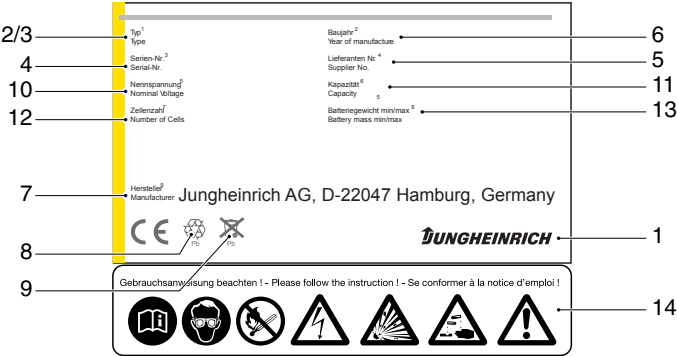 2/3 Typ1 Baujahr2 6
Type Year of manufacture
4 Serien-Nr.3 Lieferanten Nr.4 5
Serial-Nr. Supplier No.
10 Nennspannung5 Kapazität6 11
Nominal Voltage Capacity 5
12 Zellenzahl7 Batteriegewicht min/max8 13
Number of Cells Battery mass min/max
7 Hersteller9
Manufacturer Jungheinrich AG, D-22047 Hamburg, Germany
CE Pb Pb JUNGHEINRICH 1
8
9
Gebrauchsanweisung beachten ! - Please follow the instruction ! - Se conformer à la notice d'emploi !
14